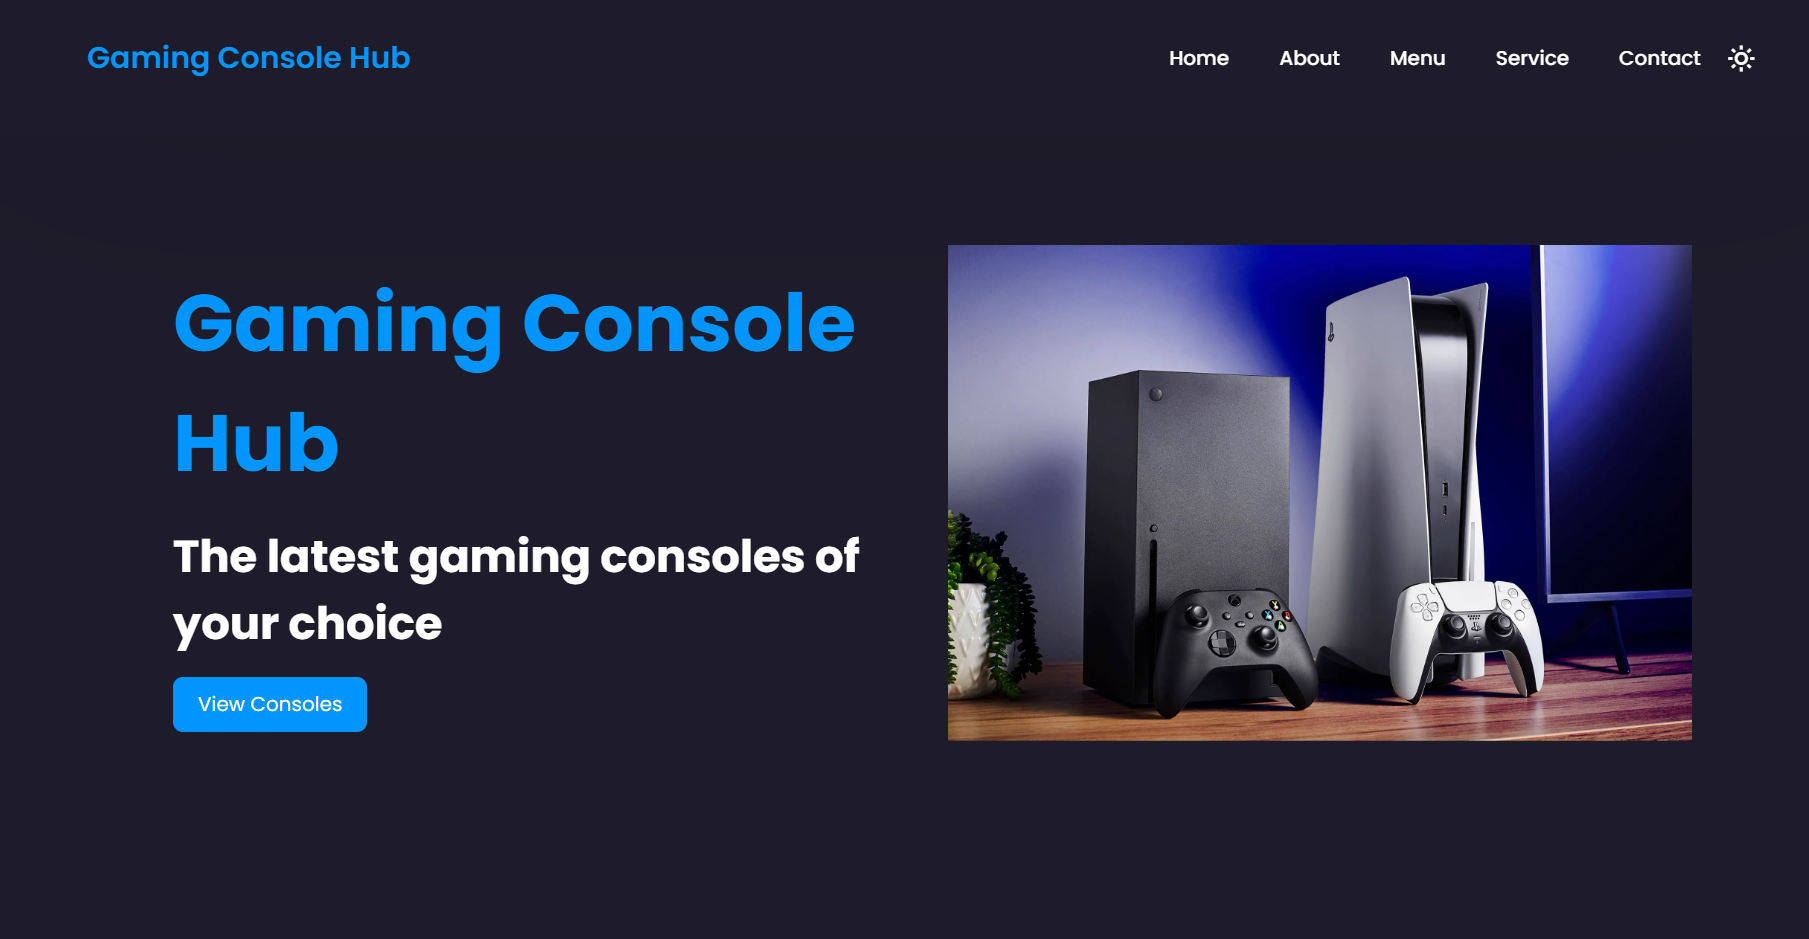 Gaming Console Hub
Home About Menu Service Contact
Gaming Console
Hub
The latest gaming consoles of
your choice
View Consoles